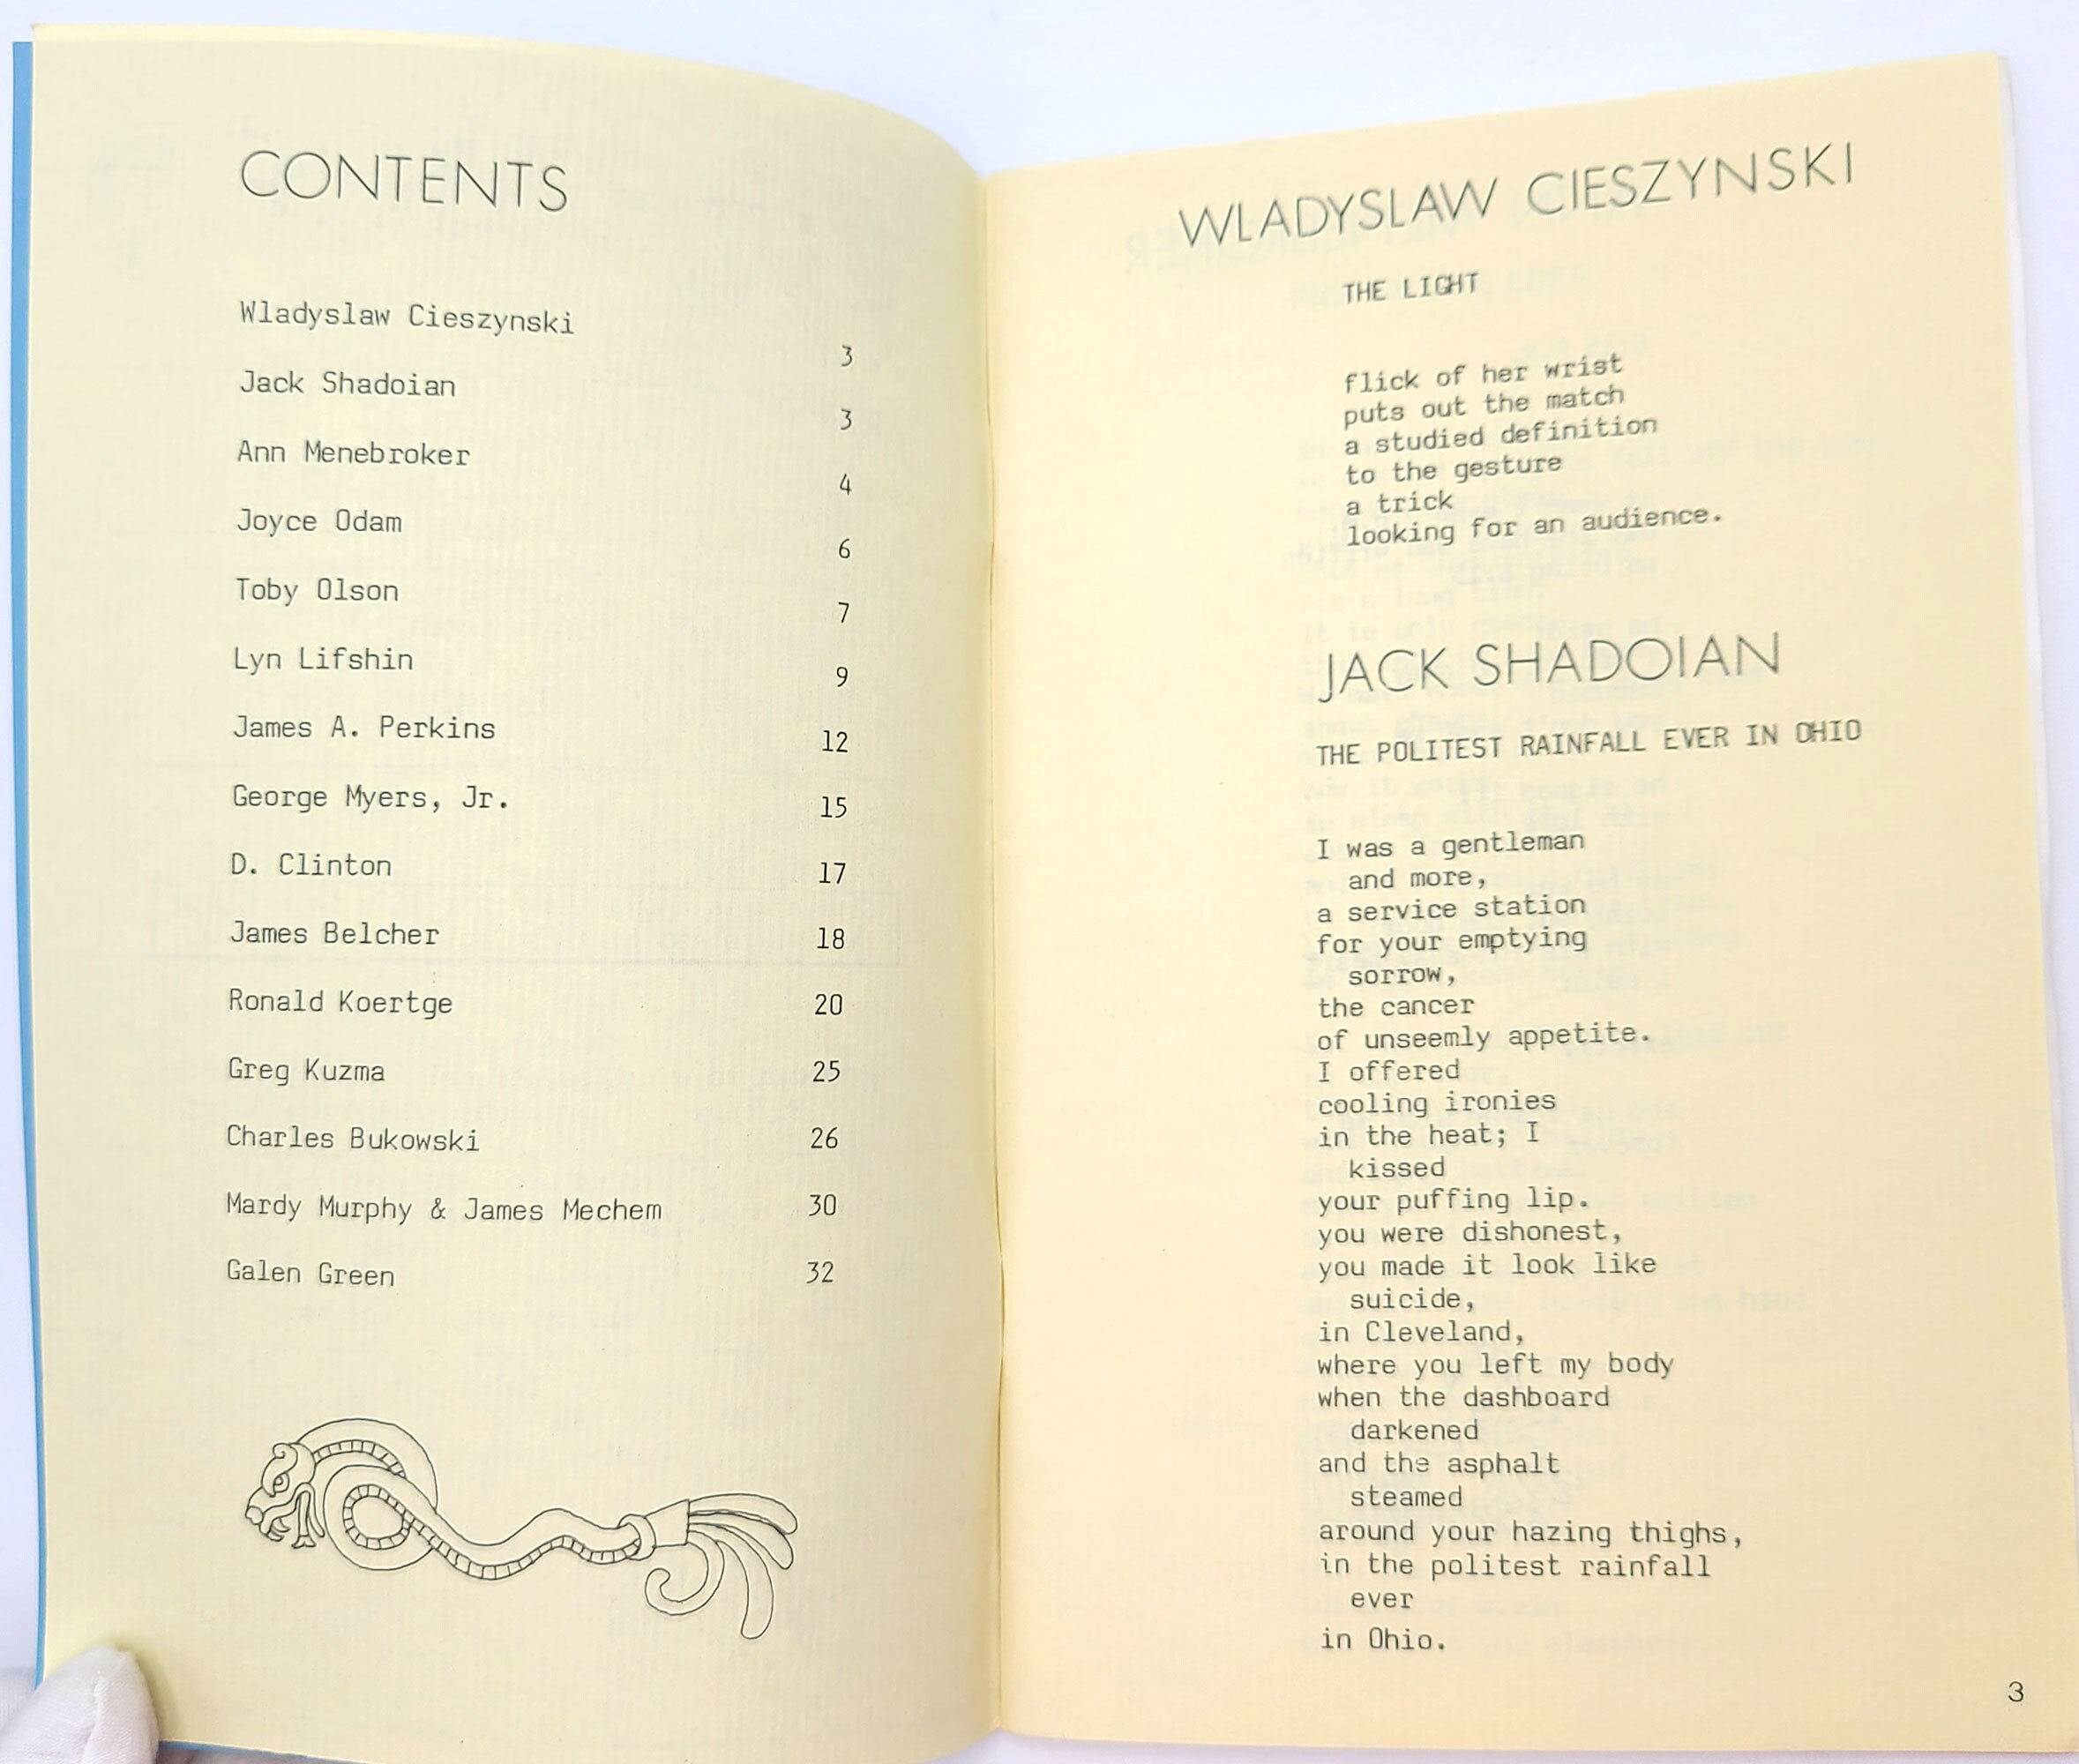 CONTENTS
Wladyslaw Cieszynski 3
Jack Shadoian 3
Ann Menebroker 4
Joyce Odam 6
Toby Olson 7
Lyn Lifshin 9
James A. Perkins 12
George Myers, Jr. 15
D. Clinton 17
James Belcher 18
Ronald Koertge 20
Greg Kuzma 25
Charles Bukowski 26
Mardy Murphy & James Mechem 30
Galen Green 32
WLADYSLAW CIESZYNSKI
THE LIGHT
flick of her wrist
puts out the match
a studied definition
to the gesture
a trick
looking for an audience.
JACK SHADOIAN
THE POLITEST RAINFALL EVER IN OHIO
I was a gentleman
and more,
a service station
for your emptying
sorrow,
the cancer
of unseemly appetite.
I offered
cooling ironies
in the heat; I
kissed
your puffing lip.
you were dishonest,
you made it look like
suicide,
in Cleveland,
where you left my body
when the dashboard
darkened
and the asphalt
steamed
around your hazing thighs,
in the politest rainfall
ever
in Ohio.
3